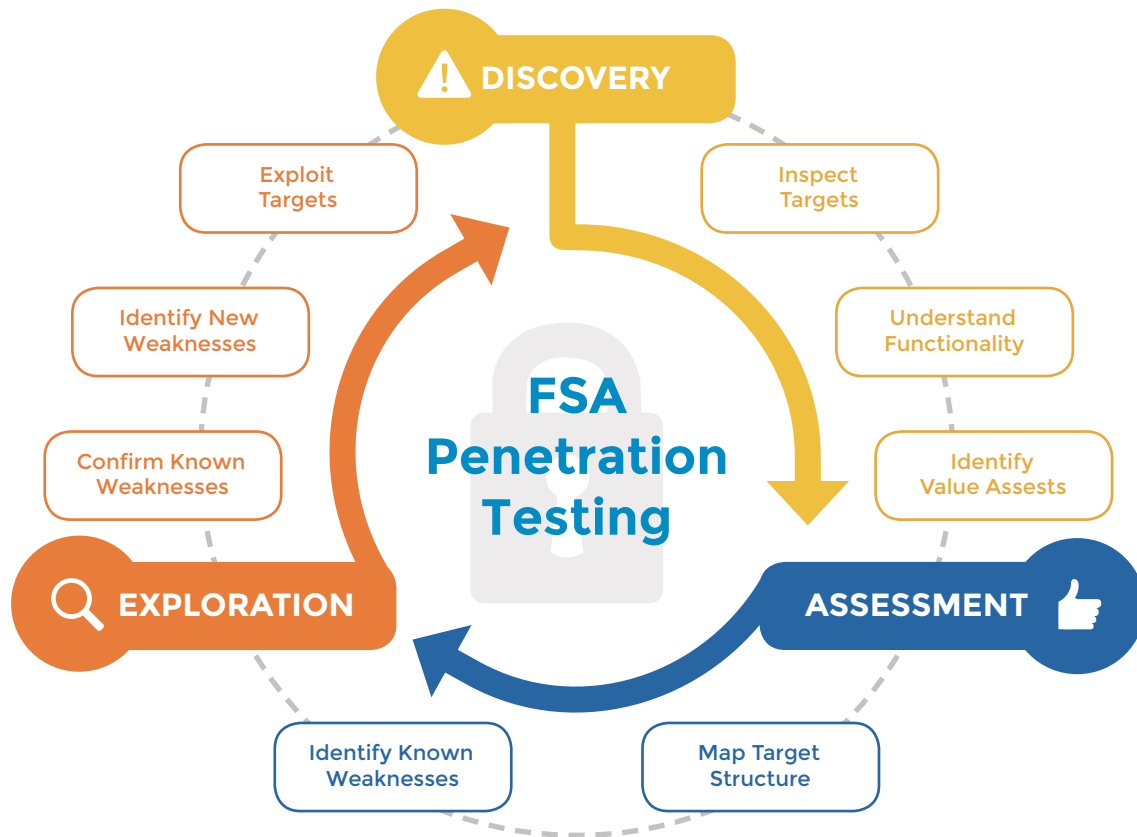 DISCOVERY
Inspect
Targets
Understand
Functionality
Identify
Value Assests
ASSESSMENT
Map Target
Structure
Identify Known
Weaknesses
EXPLORATION
Confirm Known
Weaknesses
Identify New
Weaknesses
Exploit
Targets
FSA
Penetration
Testing